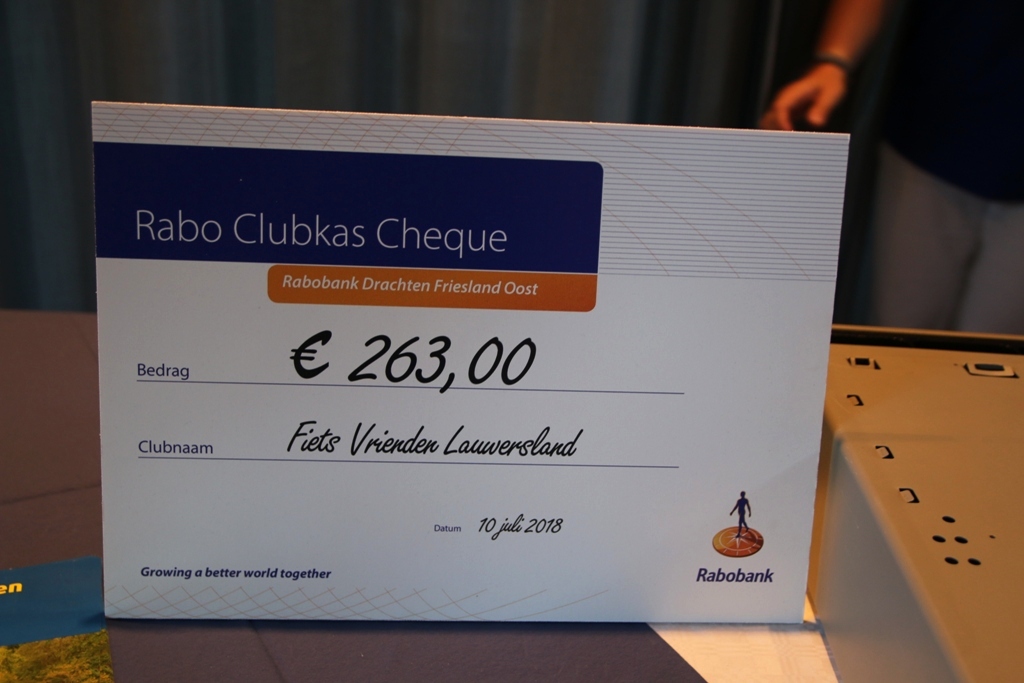 Rabo Clubkas Cheque
Rabobank Drachten Friesland Oost
Bedrag € 263,00
Clubnaam Fiets Vrienden Lauwersland
Datum 10 juli 2018
Growing a better world together
Rabobank
en